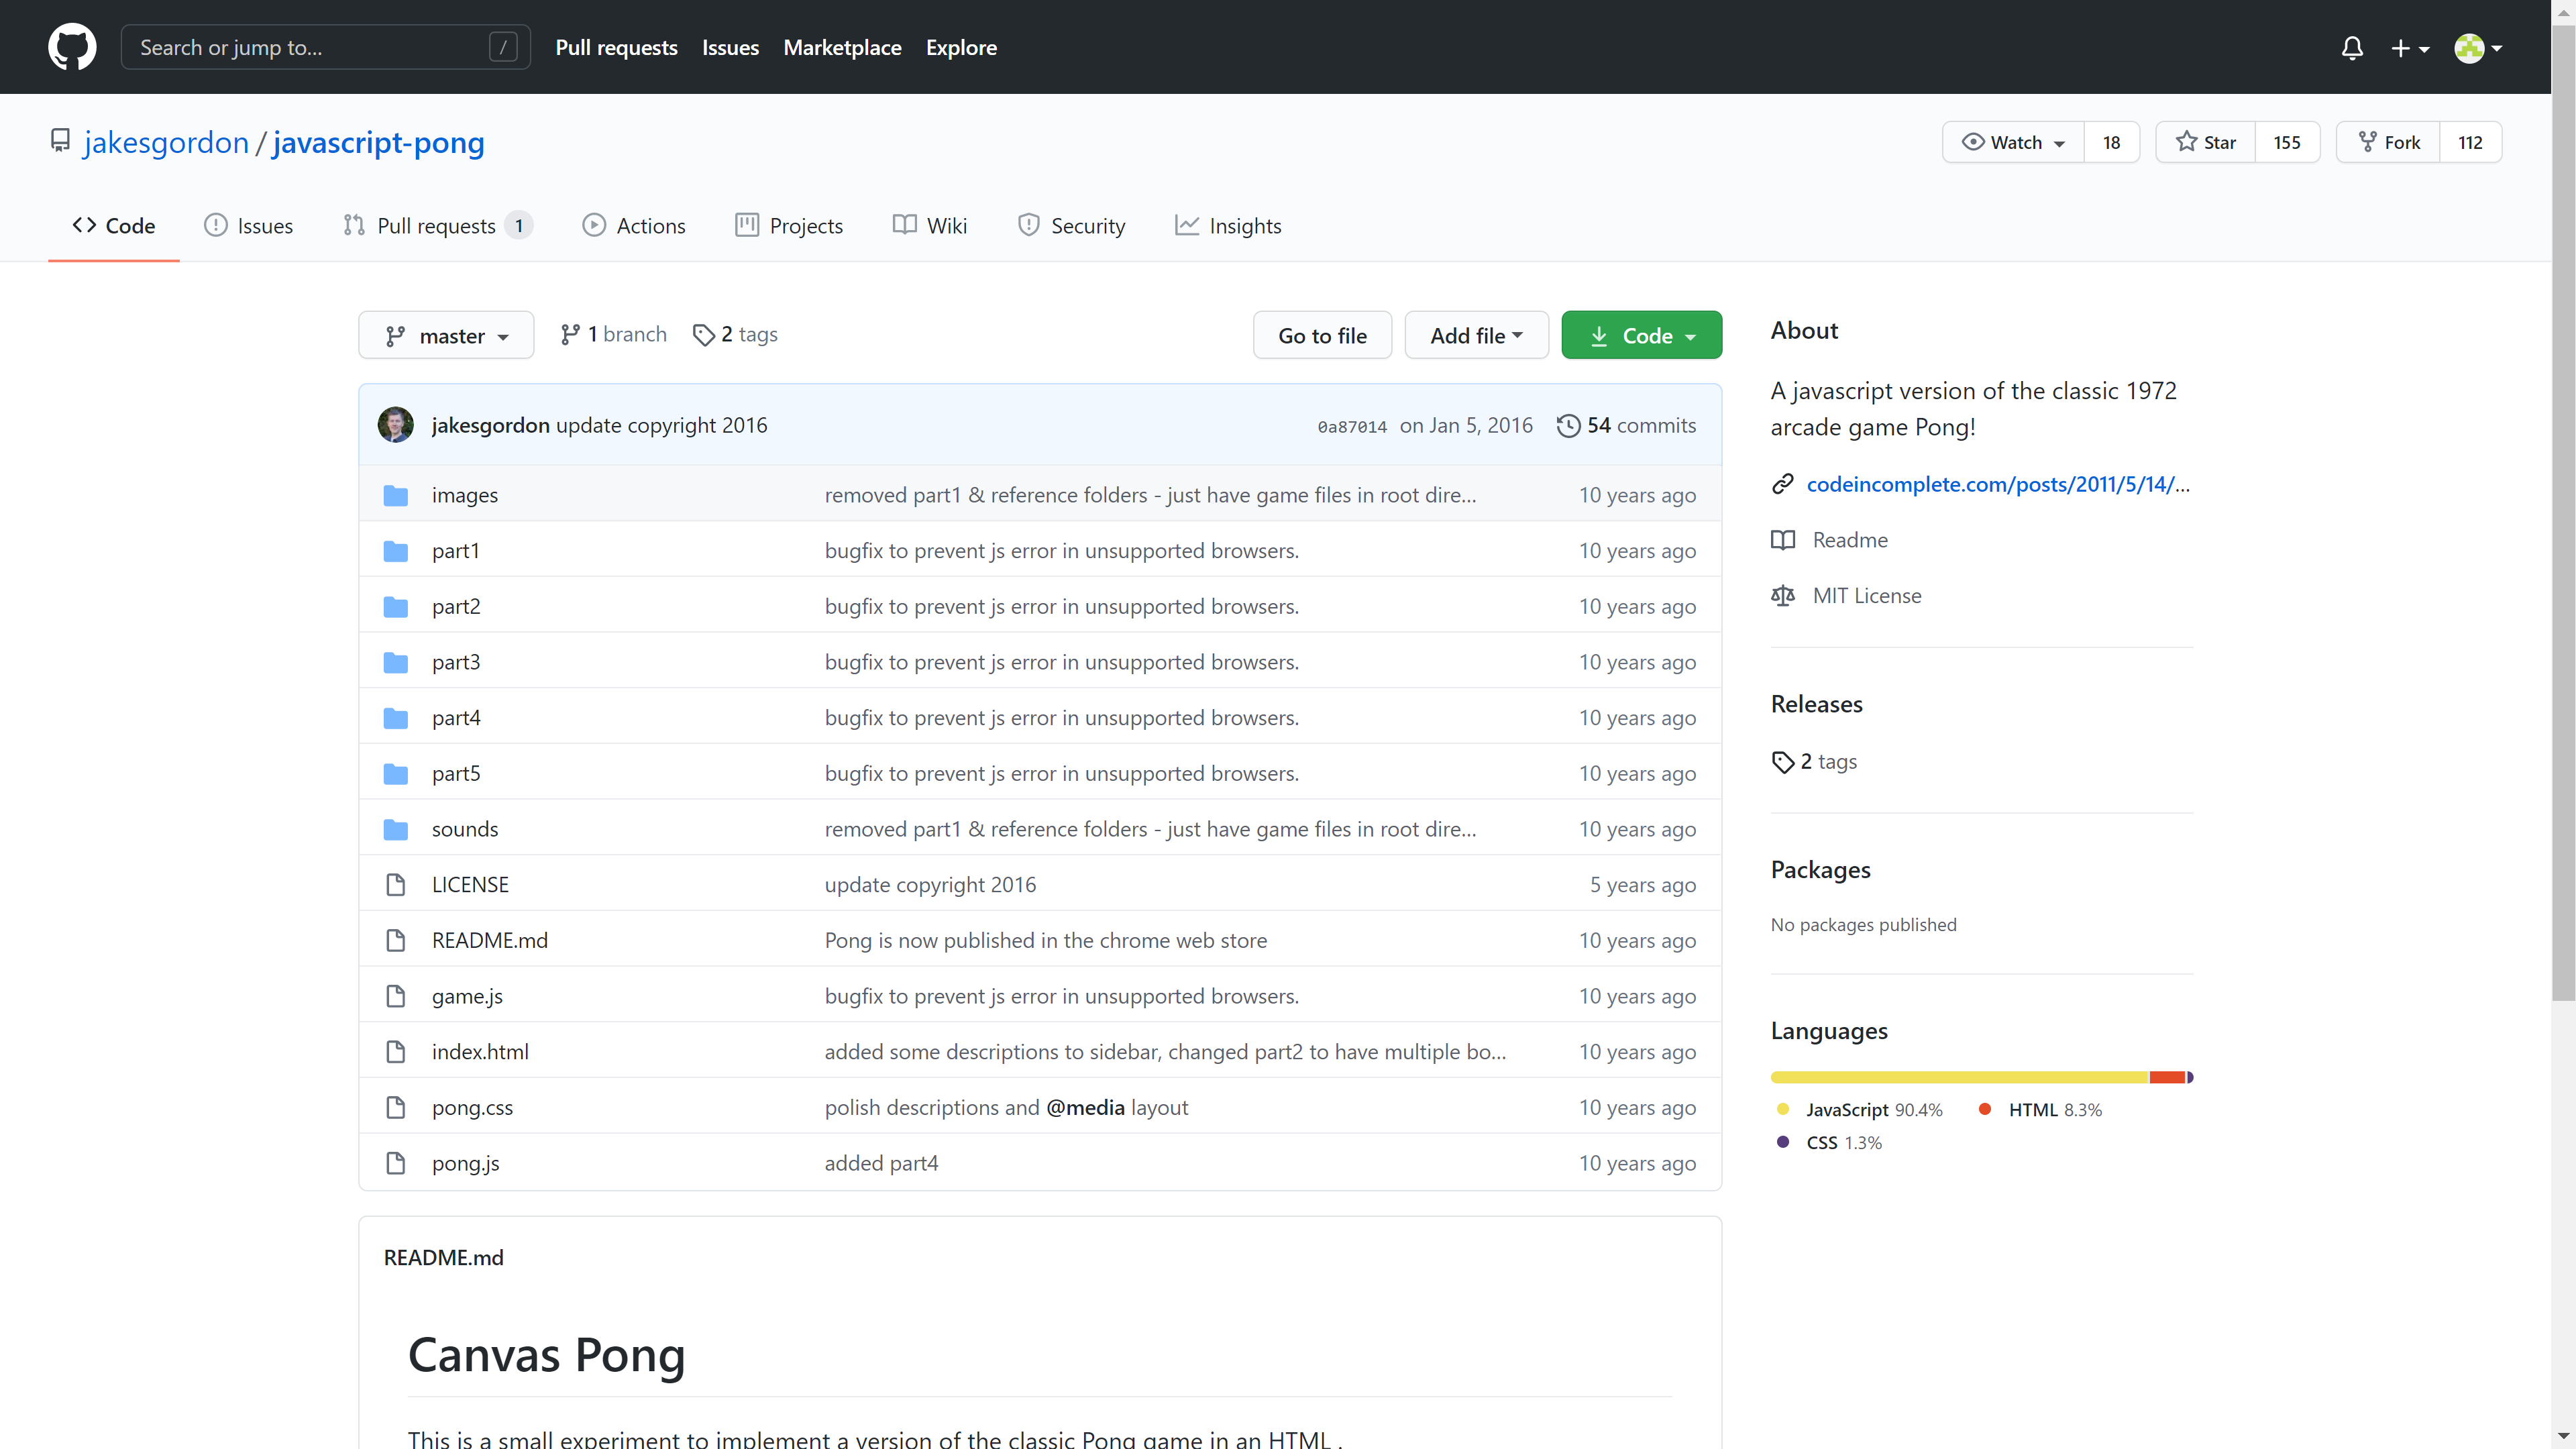 Search or jump to... /
Pull requests Issues Marketplace Explore
jakesgordon / javascript-pong
Watch 18 Star 155 Fork 112
Code Issues Pull requests 1 Actions Projects Wiki Security Insights
master 1 branch 2 tags Go to file Add file Code
jakesgordon update copyright 2016 0a87014 on Jan 5, 2016 54 commits
images removed part1 & reference folders - just have game files in root dire... 10 years ago
part1 bugfix to prevent js error in unsupported browsers. 10 years ago
part2 bugfix to prevent js error in unsupported browsers. 10 years ago
part3 bugfix to prevent js error in unsupported browsers. 10 years ago
part4 bugfix to prevent js error in unsupported browsers. 10 years ago
part5 bugfix to prevent js error in unsupported browsers. 10 years ago
sounds removed part1 & reference folders - just have game files in root dire... 10 years ago
LICENSE update copyright 2016 5 years ago
README.md Pong is now published in the chrome web store 10 years ago
game.js bugfix to prevent js error in unsupported browsers. 10 years ago
index.html added some descriptions to sidebar, changed part2 to have multiple bo... 10 years ago
pong.css polish descriptions and @media layout 10 years ago
pong.js added part4 10 years ago
README.md
Canvas Pong
This is a small experiment to implement a version of the classic Pong game in an HTML .
About
A javascript version of the classic 1972
arcade game Pong!
codeincomplete.com/posts/2011/5/14/...
Readme
MIT License
Releases
2 tags
Packages
No packages published
Languages
JavaScript 90.4% HTML 8.3%
CSS 1.3%